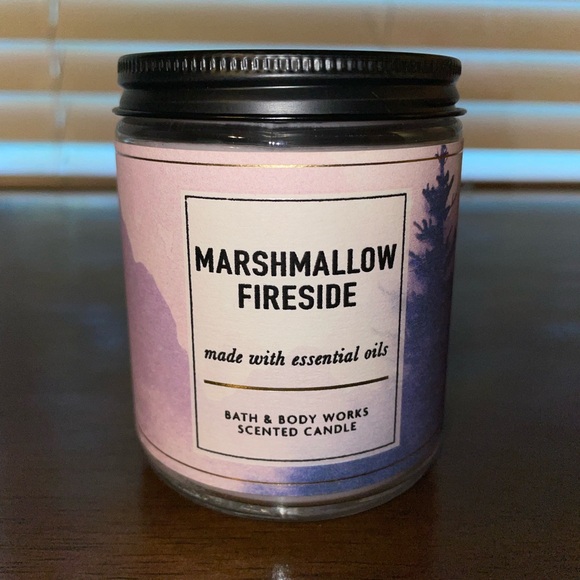 MARSHMALLOW
FIRESIDE
made with essential oils
BATH & BODY WORKS
SCENTED CANDLE